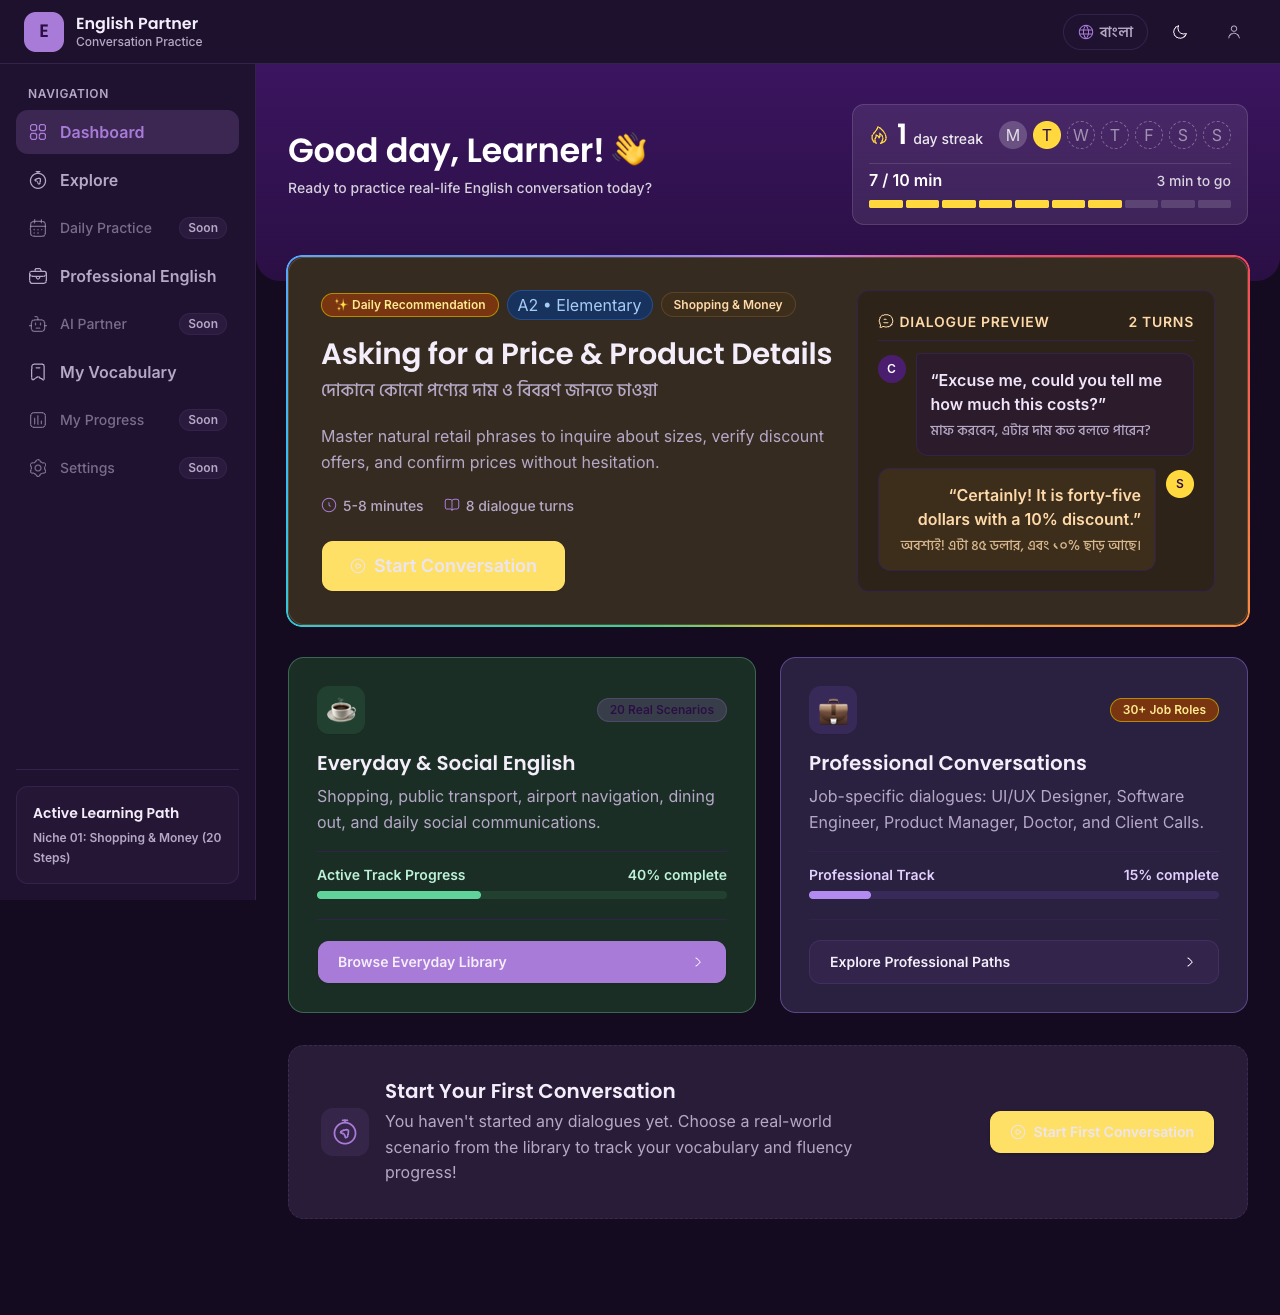 E
English Partner
Conversation Practice
বাংলা
NAVIGATION
Dashboard
Explore
Daily Practice Soon
Professional English
AI Partner Soon
My Vocabulary
My Progress Soon
Settings Soon
Active Learning Path
Niche 01: Shopping & Money (20
Steps)
Good day, Learner! 👋
Ready to practice real-life English conversation today?
1 day streak M T W T F S S
7 / 10 min 3 min to go
✨ Daily Recommendation A2 • Elementary Shopping & Money
Asking for a Price & Product Details
দোকানে কোনো পণ্যের দাম ও বিবরণ জানতে চাওয়া
Master natural retail phrases to inquire about sizes, verify discount
offers, and confirm prices without hesitation.
5-8 minutes 8 dialogue turns
Start Conversation
DIALOGUE PREVIEW 2 TURNS
C
“Excuse me, could you tell me
how much this costs?”
মাফ করবেন, এটার দাম কত বলতে পারেন?
S
“Certainly! It is forty-five
dollars with a 10% discount.”
অবশ্যই! এটা ৪৫ ডলার, এবং ১০% ছাড় আছে।
20 Real Scenarios
Everyday & Social English
Shopping, public transport, airport navigation, dining
out, and daily social communications.
Active Track Progress 40% complete
Browse Everyday Library
30+ Job Roles
Professional Conversations
Job-specific dialogues: UI/UX Designer, Software
Engineer, Product Manager, Doctor, and Client Calls.
Professional Track 15% complete
Explore Professional Paths
Start Your First Conversation
You haven't started any dialogues yet. Choose a real-world
scenario from the library to track your vocabulary and fluency
progress!
Start First Conversation